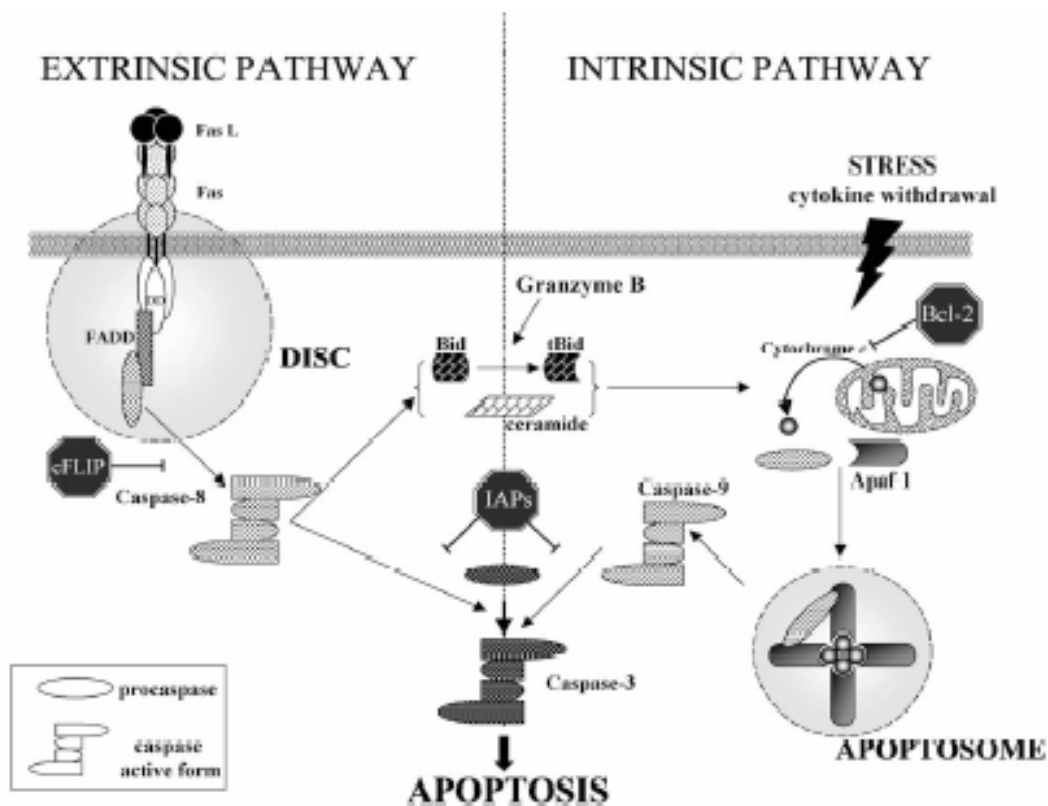 EXTRINSIC PATHWAY
INTRINSIC PATHWAY
Fas L
Fas
STRESS
cytokine withdrawal
DD
FADD
DISC
Granzyme B
Bcl-2
Bid
tBid
Cytochrome c
ceramide
cFLIP
Caspase-8
IAPs
Caspase-9
Apaf 1
Caspase-3
procaspase
caspase
active form
APOPTOSOME
APOPTOSIS